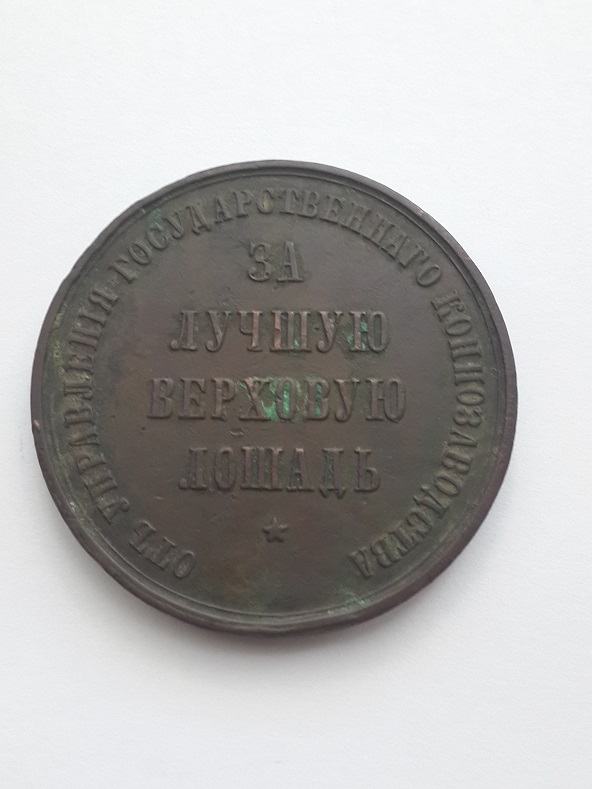 ОТЪ УПРАВЛЕНІЯ ГОСУДАРСТВЕННАГО КОННОЗАВОДСТВА
ЗА
ЛУЧШУЮ
ВЕРХОВУЮ
ЛОШАДЬ